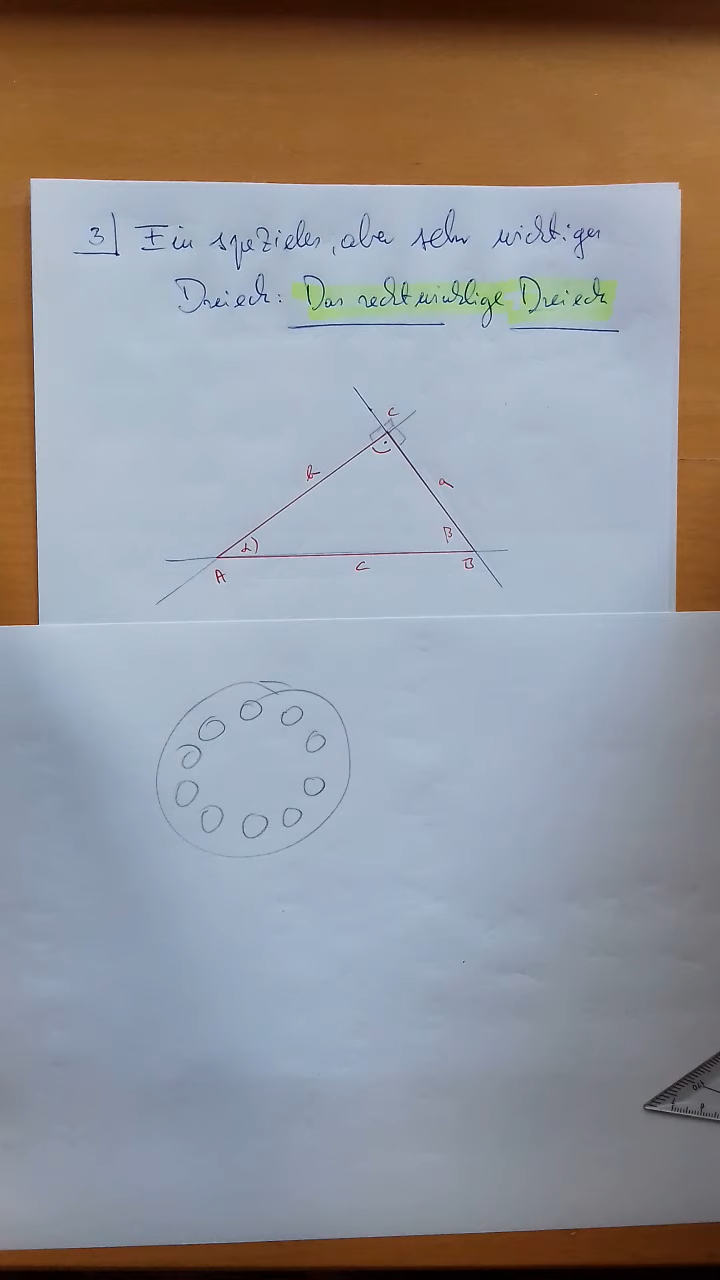 3) Ein spezieles, aber sehr wichtiges
Dreieck: Das rechtwinklige Dreieck
C
b
a
α
β
A
c
B